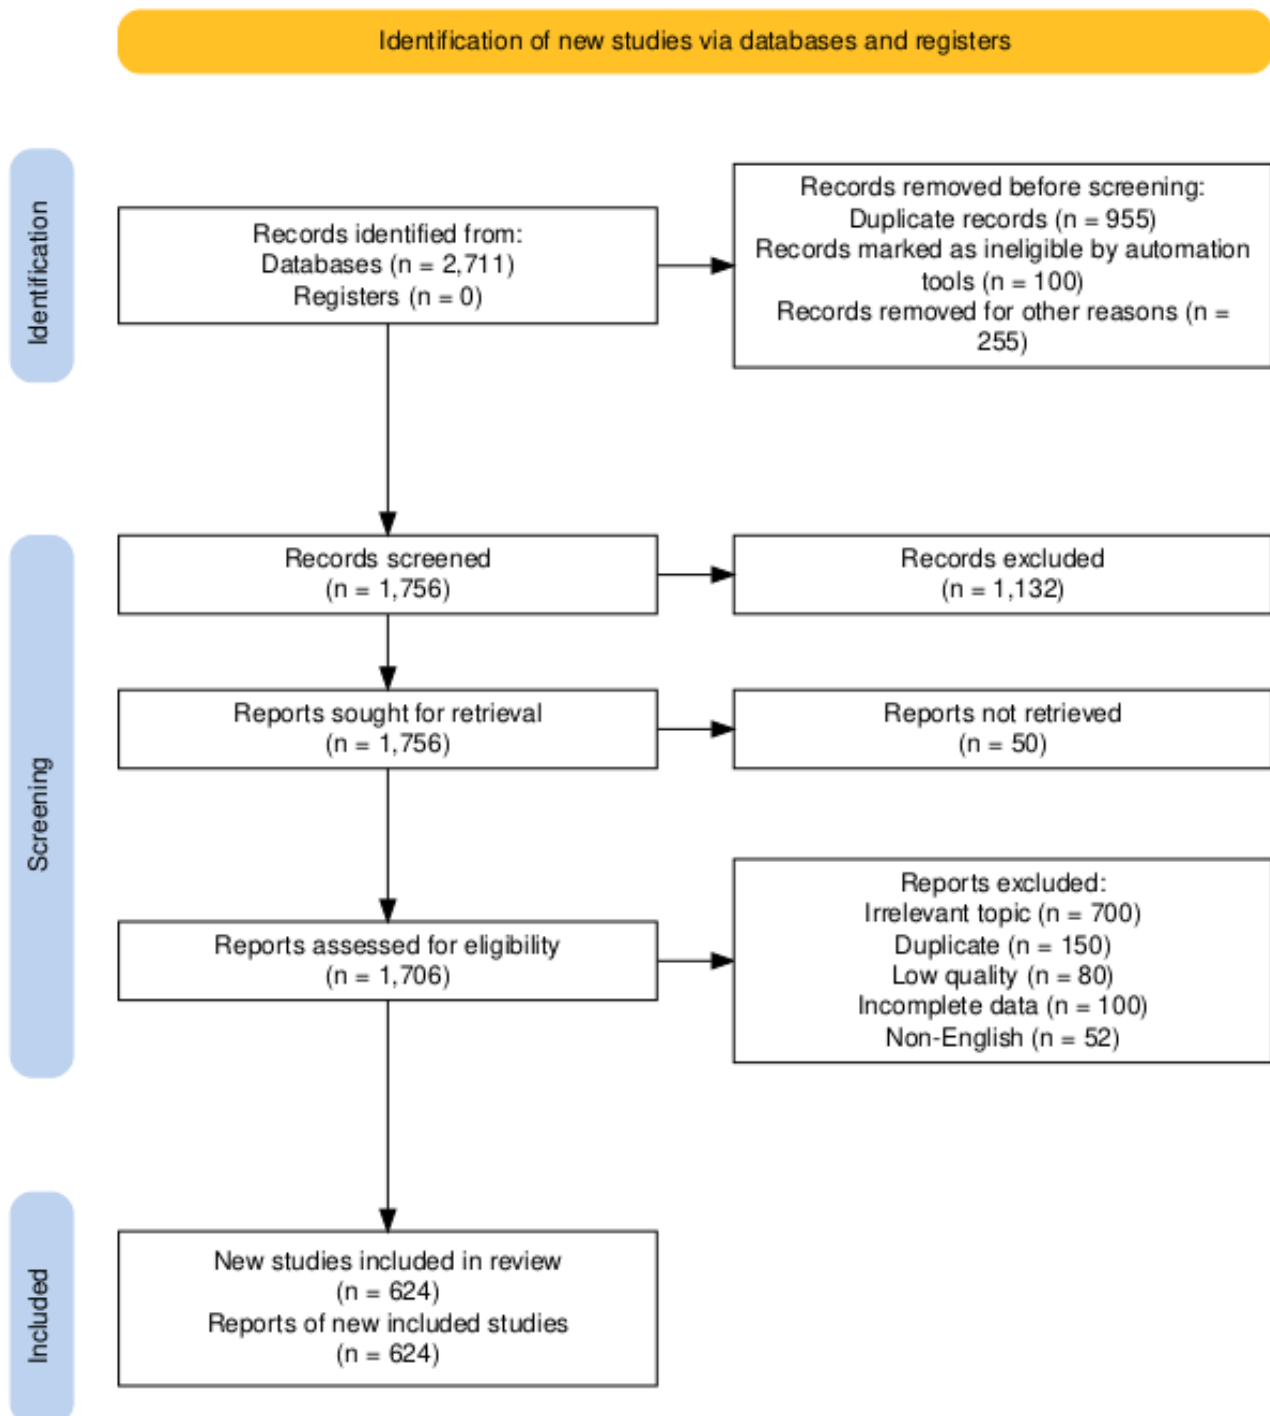 Identification of new studies via databases and registers
Identification
Records identified from:
Databases (n = 2,711)
Registers (n = 0)
Records removed before screening:
Duplicate records (n = 955)
Records marked as ineligible by automation
tools (n = 100)
Records removed for other reasons (n =
255)
Screening
Records screened
(n = 1,756)
Records excluded
(n = 1,132)
Reports sought for retrieval
(n = 1,756)
Reports not retrieved
(n = 50)
Reports assessed for eligibility
(n = 1,706)
Reports excluded:
Irrelevant topic (n = 700)
Duplicate (n = 150)
Low quality (n = 80)
Incomplete data (n = 100)
Non-English (n = 52)
Included
New studies included in review
(n = 624)
Reports of new included studies
(n = 624)